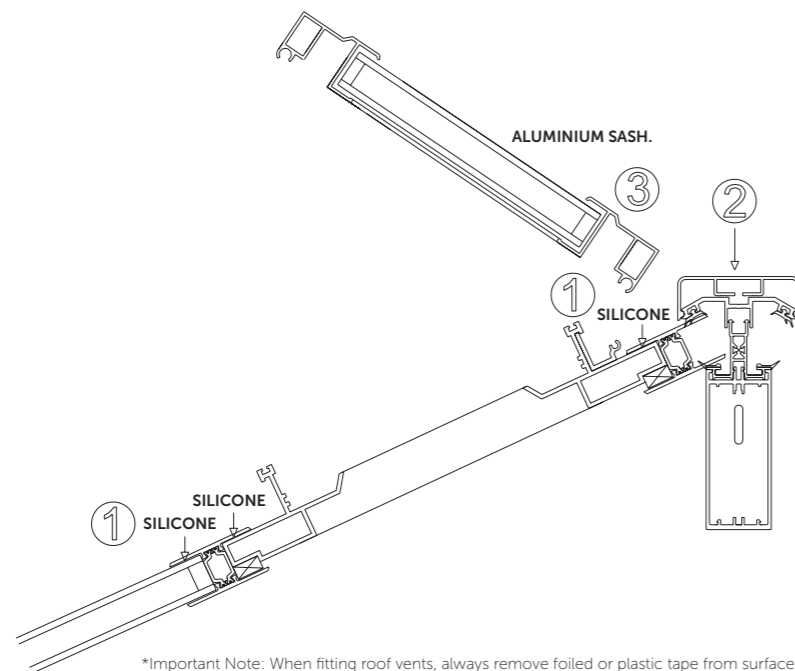 ALUMINIUM SASH.
3
2
1
SILICONE
SILICONE
1
SILICONE
*Important Note: When fitting roof vents, always remove foiled or plastic tape from surface